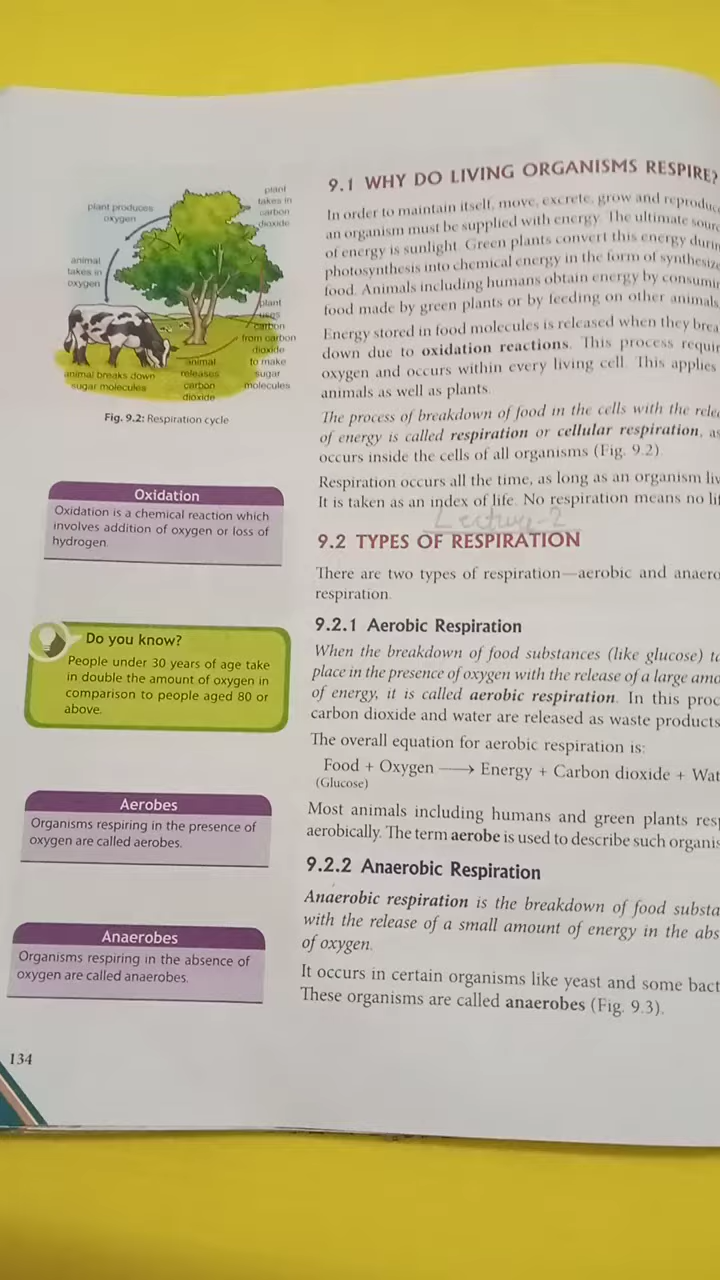 plant produces
oxygen
plant
takes in
carbon
dioxide
animal
takes in
oxygen
plant
uses
carbon
from carbon
dioxide
to make
sugar
molecules
animal
releases
carbon
dioxide
animal breaks down
sugar molecules
Fig. 9.2: Respiration cycle
Oxidation
Oxidation is a chemical reaction which
involves addition of oxygen or loss of
hydrogen.
Do you know?
People under 30 years of age take
in double the amount of oxygen in
comparison to people aged 80 or
above.
Aerobes
Organisms respiring in the presence of
oxygen are called aerobes.
Anaerobes
Organisms respiring in the absence of
oxygen are called anaerobes.
134
9.1 WHY DO LIVING ORGANISMS RESPIRE?
In order to maintain itself, move, excrete, grow and reproduc
an organism must be supplied with energy. The ultimate sour
of energy is sunlight. Green plants convert this energy durin
photosynthesis into chemical energy in the form of synthesize
food. Animals including humans obtain energy by consumin
food made by green plants or by feeding on other animals
Energy stored in food molecules is released when they brea
down due to oxidation reactions. This process requir
oxygen and occurs within every living cell. This applies
animals as well as plants.
The process of breakdown of food in the cells with the rele
of energy is called respiration or cellular respiration, as
occurs inside the cells of all organisms (Fig. 9.2)
Respiration occurs all the time, as long as an organism liv
It is taken as an index of life. No respiration means no li
Lecture-2
9.2 TYPES OF RESPIRATION
There are two types of respiration—aerobic and anaero
respiration.
9.2.1 Aerobic Respiration
When the breakdown of food substances (like glucose) ta
place in the presence of oxygen with the release of a large amo
of energy, it is called aerobic respiration. In this proc
carbon dioxide and water are released as waste products
The overall equation for aerobic respiration is:
Food + Oxygen ⟶ Energy + Carbon dioxide + Wat
(Glucose)
Most animals including humans and green plants resp
aerobically. The term aerobe is used to describe such organis
9.2.2 Anaerobic Respiration
Anaerobic respiration is the breakdown of food substa
with the release of a small amount of energy in the abs
of oxygen.
It occurs in certain organisms like yeast and some bact
These organisms are called anaerobes (Fig. 9.3).